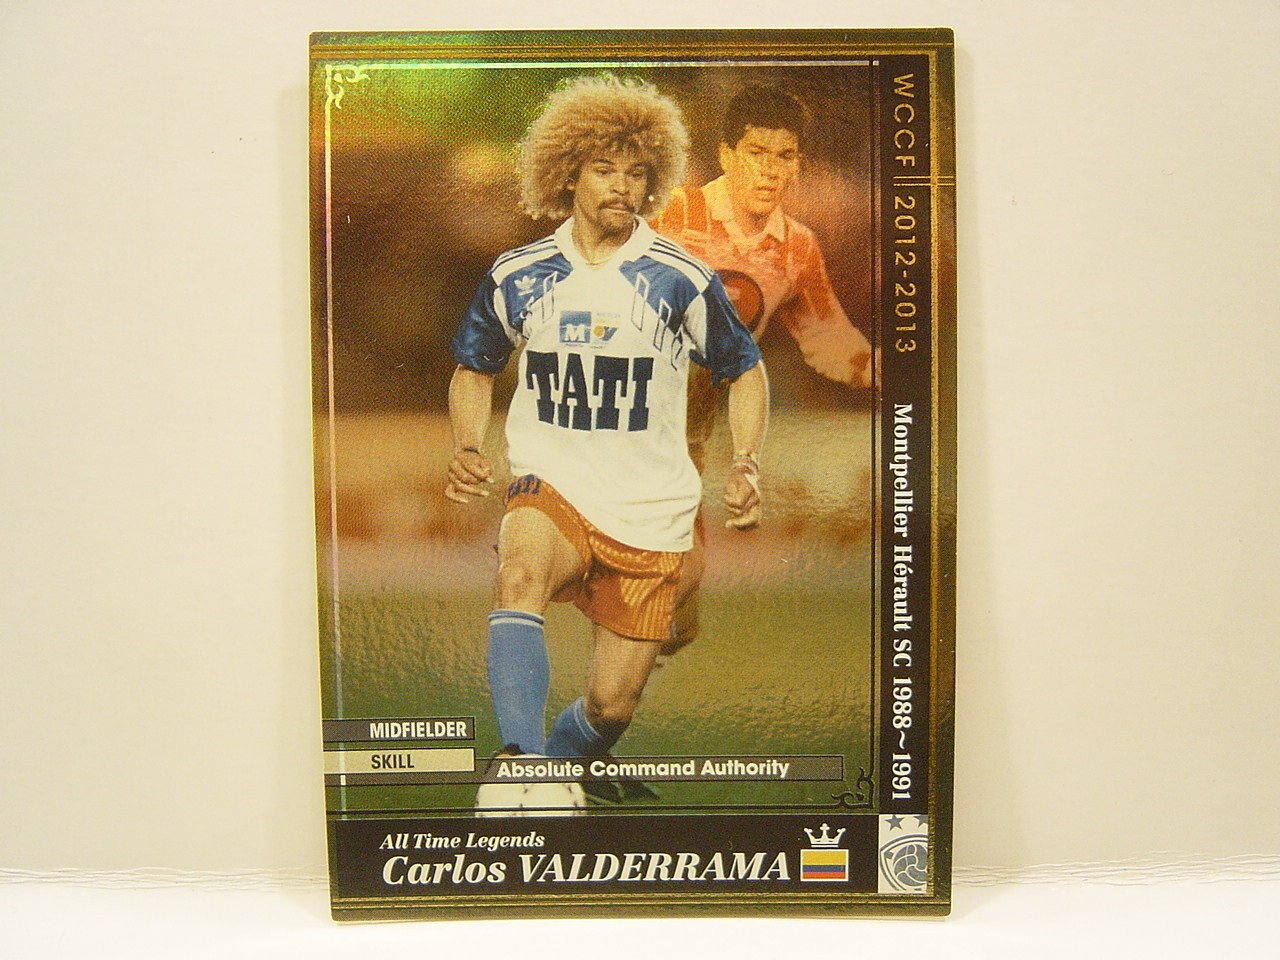 WCCF 2012-2013
Montpellier Hérault SC 1988~1991
M
TATI
TATI
MIDFIELDER
SKILL
Absolute Command Authority
All Time Legends
Carlos VALDERRAMA